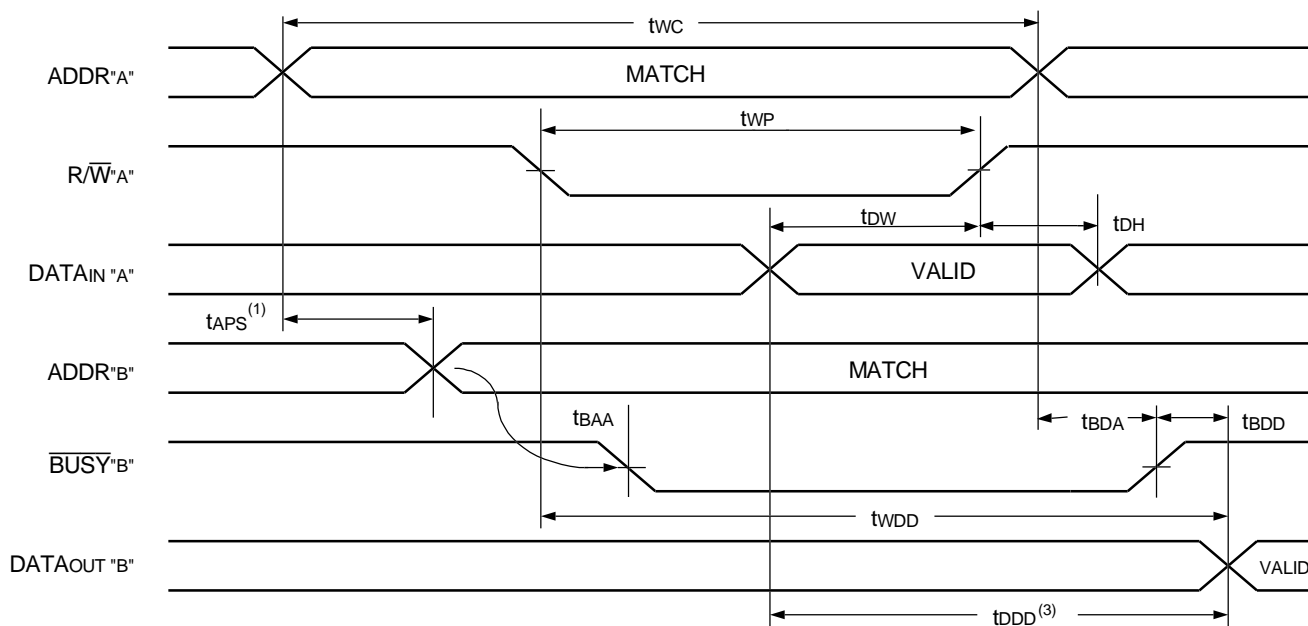 tWC
ADDR"A" MATCH
tWP
R/W̅"A"
tDW tDH
DATAIN "A" VALID
tAPS(1)
ADDR"B" MATCH
tBAA tBDA tBDD
B̅U̅S̅Y̅"B"
tWDD
DATAOUT "B" VALID
tDDD(3)